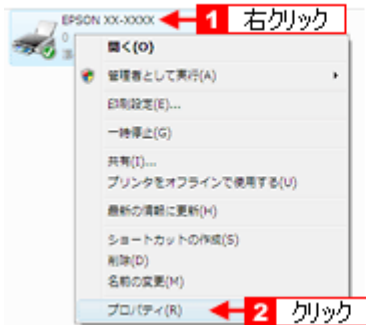 EPSON XX-XXXX
1 右クリック
0
開く(O)
管理者として実行(A)
印刷設定(E)...
一時停止(G)
共有(I)...
プリンタをオフラインで使用する(U)
最新の情報に更新(H)
ショートカットの作成(S)
削除(D)
名前の変更(M)
プロパティ(R)
2 クリック